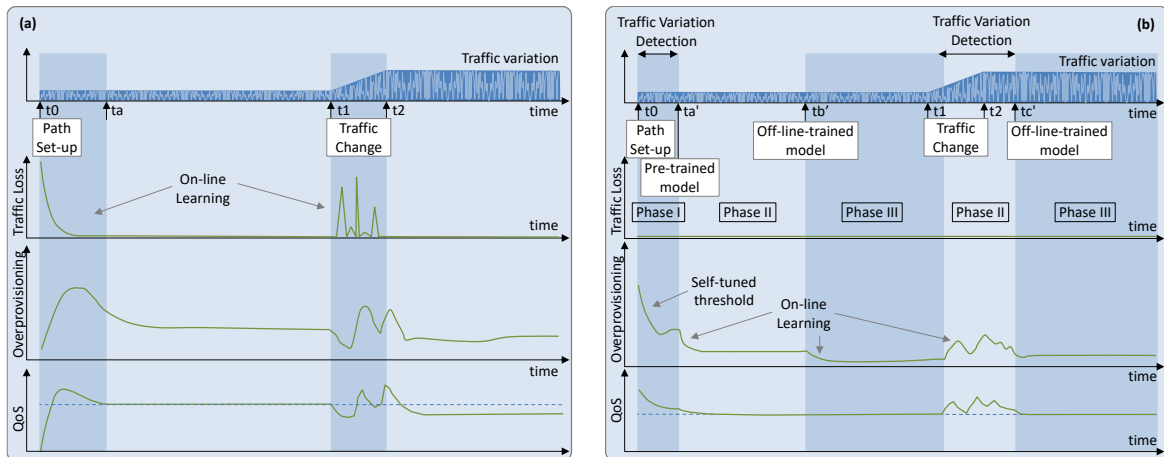 (a)
Traffic variation
t0
ta
t1
t2
time
Path
Set-up
Traffic
Change
Traffic Loss
On-line
Learning
time
Overprovisioning
time
QoS
time
(b)
Traffic Variation
Detection
Traffic Variation
Detection
Traffic variation
t0
ta'
tb’
t1
t2
tc'
time
Path
Set-up
Pre-trained
model
Off-line-trained
model
Traffic
Change
Off-line-trained
model
Traffic Loss
Phase I
Phase II
Phase III
Phase II
Phase III
time
Overprovisioning
Self-tuned
threshold
On-line
Learning
time
QoS
time